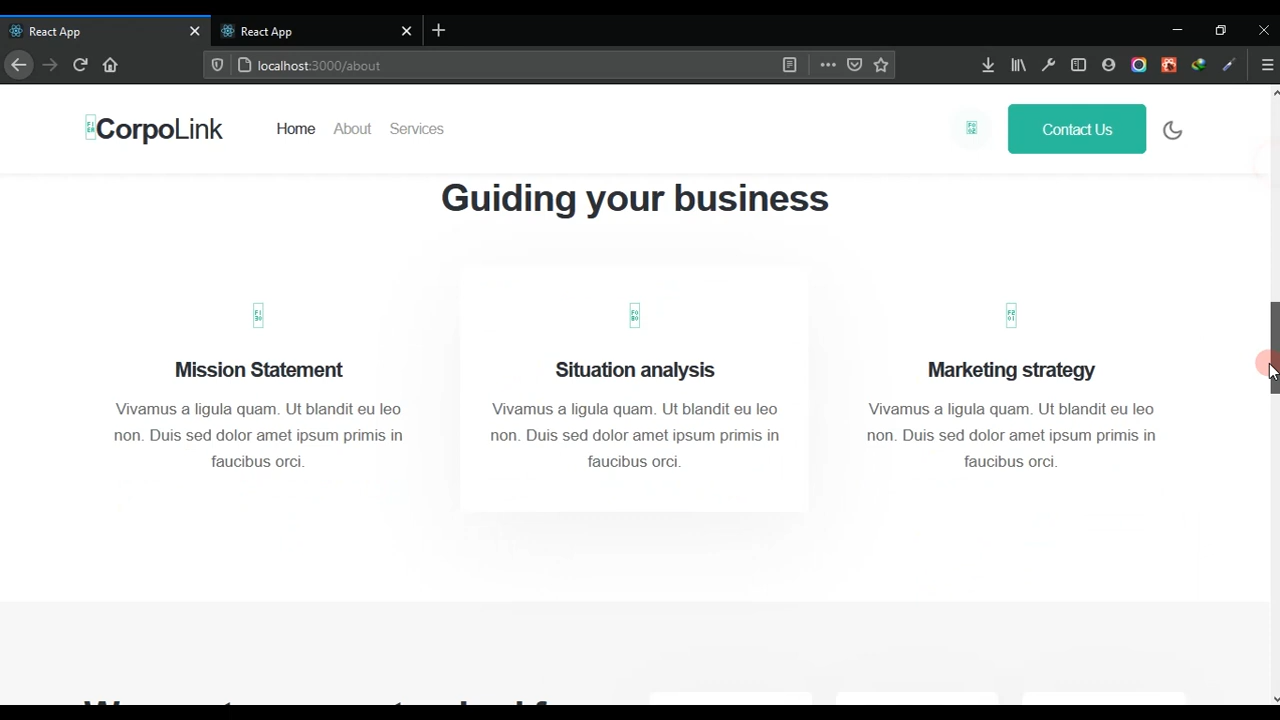 React App
React App
localhost:3000/about
CorpoLink
Home
About
Services
Contact Us
Guiding your business
Mission Statement
Vivamus a ligula quam. Ut blandit eu leo
non. Duis sed dolor amet ipsum primis in
faucibus orci.
Situation analysis
Vivamus a ligula quam. Ut blandit eu leo
non. Duis sed dolor amet ipsum primis in
faucibus orci.
Marketing strategy
Vivamus a ligula quam. Ut blandit eu leo
non. Duis sed dolor amet ipsum primis in
faucibus orci.